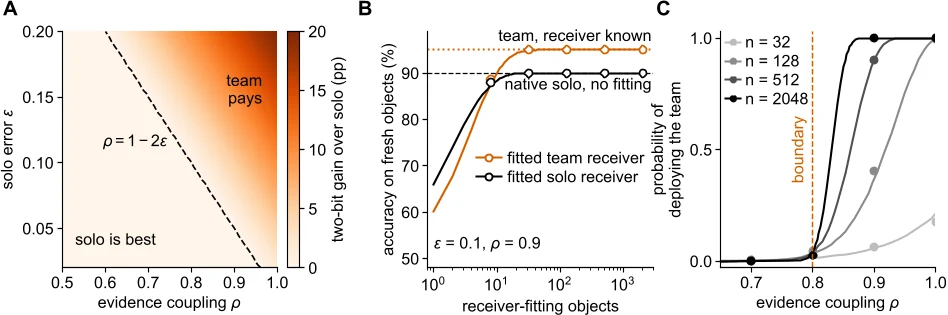 A
0.20
0.15
0.10
0.05
solo error ε
team
pays
ρ = 1 − 2ε
solo is best
0.5 0.6 0.7 0.8 0.9 1.0
evidence coupling ρ
20
15
10
5
0
two-bit gain over solo (pp)
B
team, receiver known
native solo, no fitting
90
80
70
60
50
accuracy on fresh objects (%)
fitted team receiver
fitted solo receiver
ε = 0.1, ρ = 0.9
10⁰ 10¹ 10² 10³
receiver-fitting objects
C
1.0
0.5
0.0
probability of
deploying the team
n = 32
n = 128
n = 512
n = 2048
boundary
0.7 0.8 0.9 1.0
evidence coupling ρ